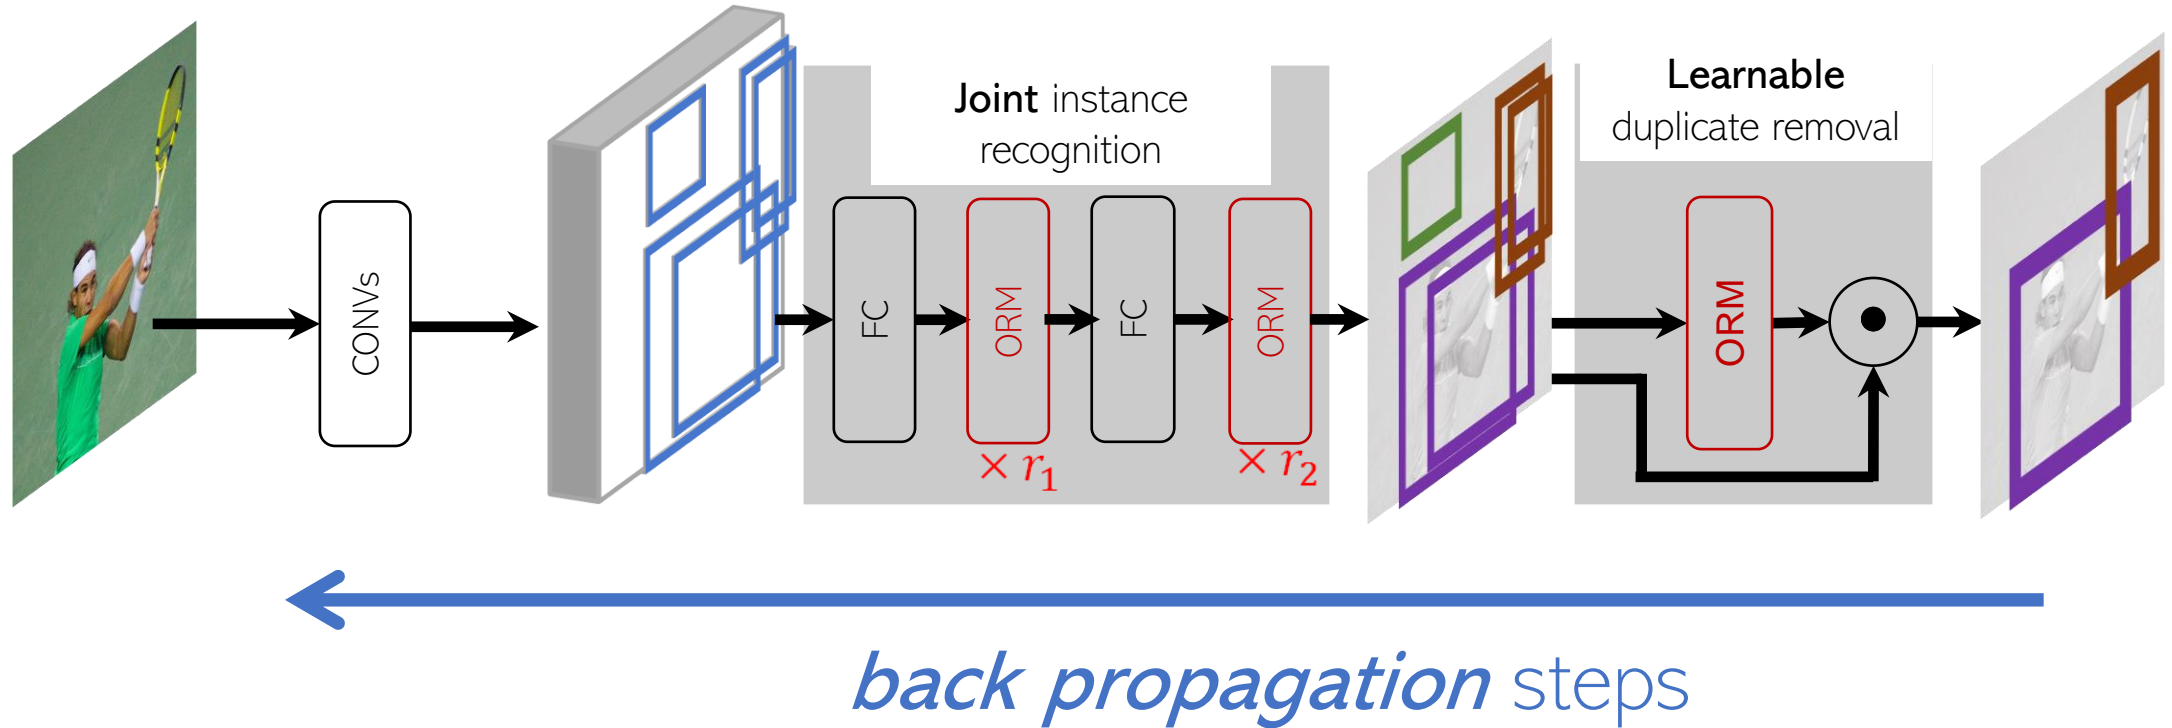 Joint instance
recognition
Learnable
duplicate removal
CONVs
FC
ORM
× r₁
FC
ORM
× r₂
ORM
back propagation steps